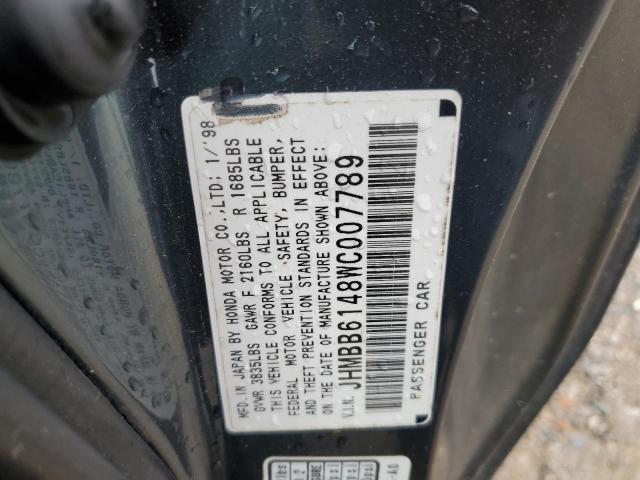 MFD.IN JAPAN BY HONDA MOTOR CO.,LTD; 1/'98
GVWR 3835LBS GAWR F 2160LBS R 1685LBS
THIS VEHICLE CONFORMS TO ALL APPLICABLE
FEDERAL MOTOR VEHICLE SAFETY, BUMPER,
AND THEFT PREVENTION STANDARDS IN EFFECT
ON THE DATE OF MANUFACTURE SHOWN ABOVE:
V.I.N. JHMBB6148WC007789
PASSENGER CAR